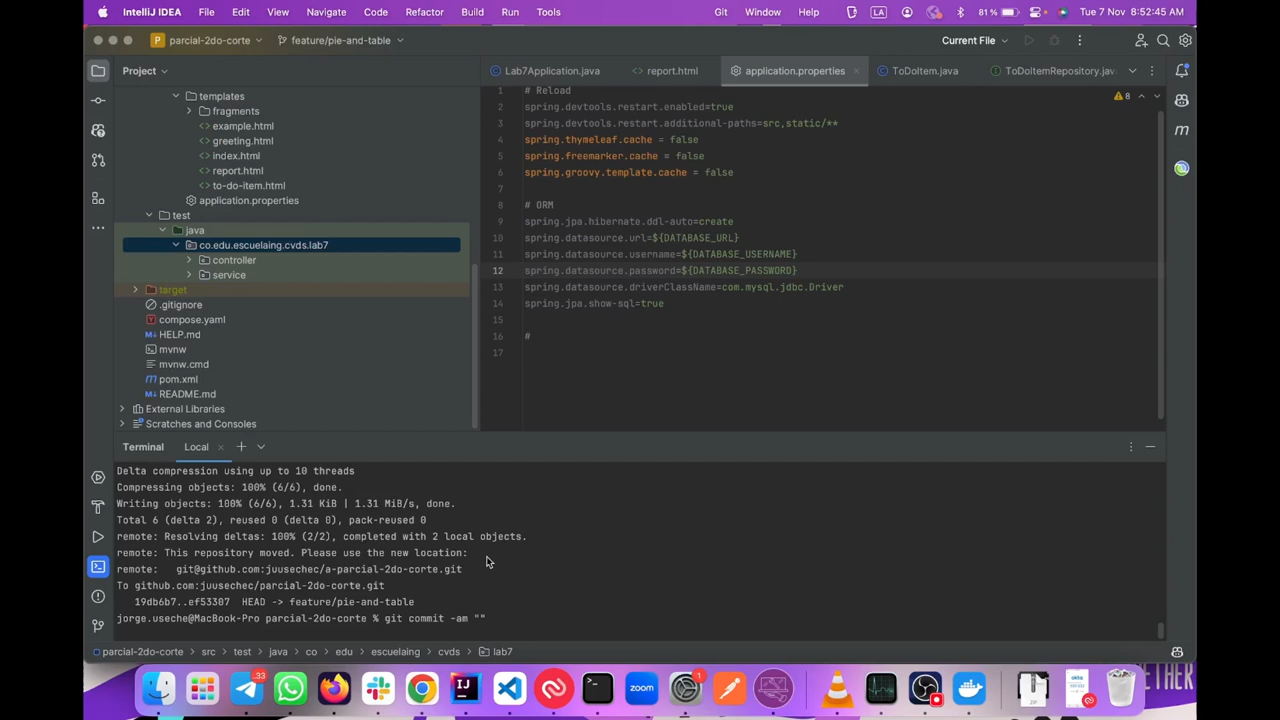 IntelliJ IDEA File Edit View Navigate Code Refactor Build Run Tools Git Window Help LA 81 % Tue 7 Nov 8:52:45 AM
P parcial-2do-corte feature/pie-and-table Current File
Project
Lab7Application.java report.html application.properties ToDoItem.java ToDoItemRepository.java
templates
fragments
example.html
greeting.html
index.html
report.html
to-do-item.html
application.properties
test
java
co.edu.escuelaing.cvds.lab7
controller
service
target
.gitignore
compose.yaml
HELP.md
mvnw
mvnw.cmd
pom.xml
README.md
External Libraries
Scratches and Consoles
8
1 # Reload
2 spring.devtools.restart.enabled=true
3 spring.devtools.restart.additional-paths=src,static/**
4 spring.thymeleaf.cache = false
5 spring.freemarker.cache = false
6 spring.groovy.template.cache = false
7
8 # ORM
9 spring.jpa.hibernate.ddl-auto=create
10 spring.datasource.url=${DATABASE_URL}
11 spring.datasource.username=${DATABASE_USERNAME}
12 spring.datasource.password=${DATABASE_PASSWORD}
13 spring.datasource.driverClassName=com.mysql.jdbc.Driver
14 spring.jpa.show-sql=true
15
16 #
17
Terminal Local
Delta compression using up to 10 threads
Compressing objects: 100% (6/6), done.
Writing objects: 100% (6/6), 1.31 KiB | 1.31 MiB/s, done.
Total 6 (delta 2), reused 0 (delta 0), pack-reused 0
remote: Resolving deltas: 100% (2/2), completed with 2 local objects.
remote: This repository moved. Please use the new location:
remote:   git@github.com:juusechec/a-parcial-2do-corte.git
To github.com:juusechec/parcial-2do-corte.git
   19db6b7..ef53307  HEAD -> feature/pie-and-table
jorge.useche@MacBook-Pro parcial-2do-corte % git commit -am ""
parcial-2do-corte > src > test > java > co > edu > escuelaing > cvds > lab7
33
1
zoom
ZIP
okta
ETHER